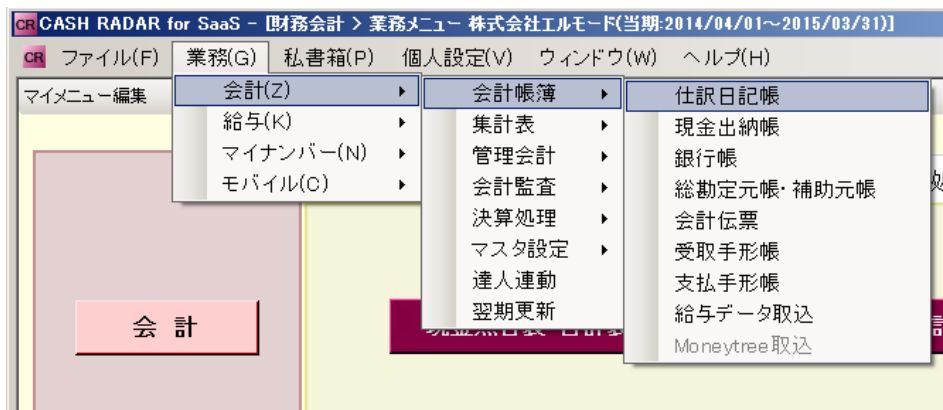 CR CASH RADAR for SaaS - [財務会計 > 業務メニュー 株式会社エルモード(当期:2014/04/01～2015/03/31)]
CR ファイル(F) 業務(G) 私書箱(P) 個人設定(V) ウィンドウ(W) ヘルプ(H)
マイメニュー編集
会計(Z)
給与(K)
マイナンバー(N)
モバイル(C)
会計帳簿
集計表
管理会計
会計監査
決算処理
マスタ設定
達人連動
翌期更新
仕訳日記帳
現金出納帳
銀行帳
総勘定元帳・補助元帳
会計伝票
受取手形帳
支払手形帳
給与データ取込
Moneytree取込
会計